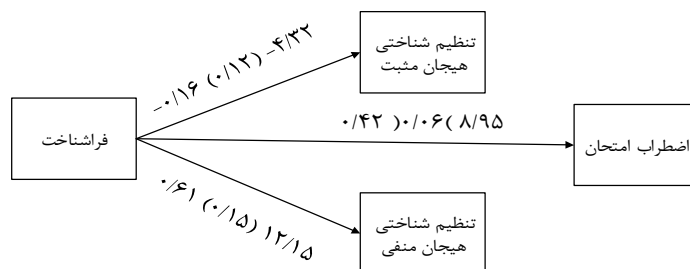 تنظیم شناختی
هیجان مثبت
-۰/۱۶ (۰/۱۲) -۴/۳۲
۰/۴۲ )۰/۰۶( ۸/۹۵
فراشناخت
اضطراب امتحان
۰/۶۱ (۰/۱۵) ۱۲/۱۵
تنظیم شناختی
هیجان منفی